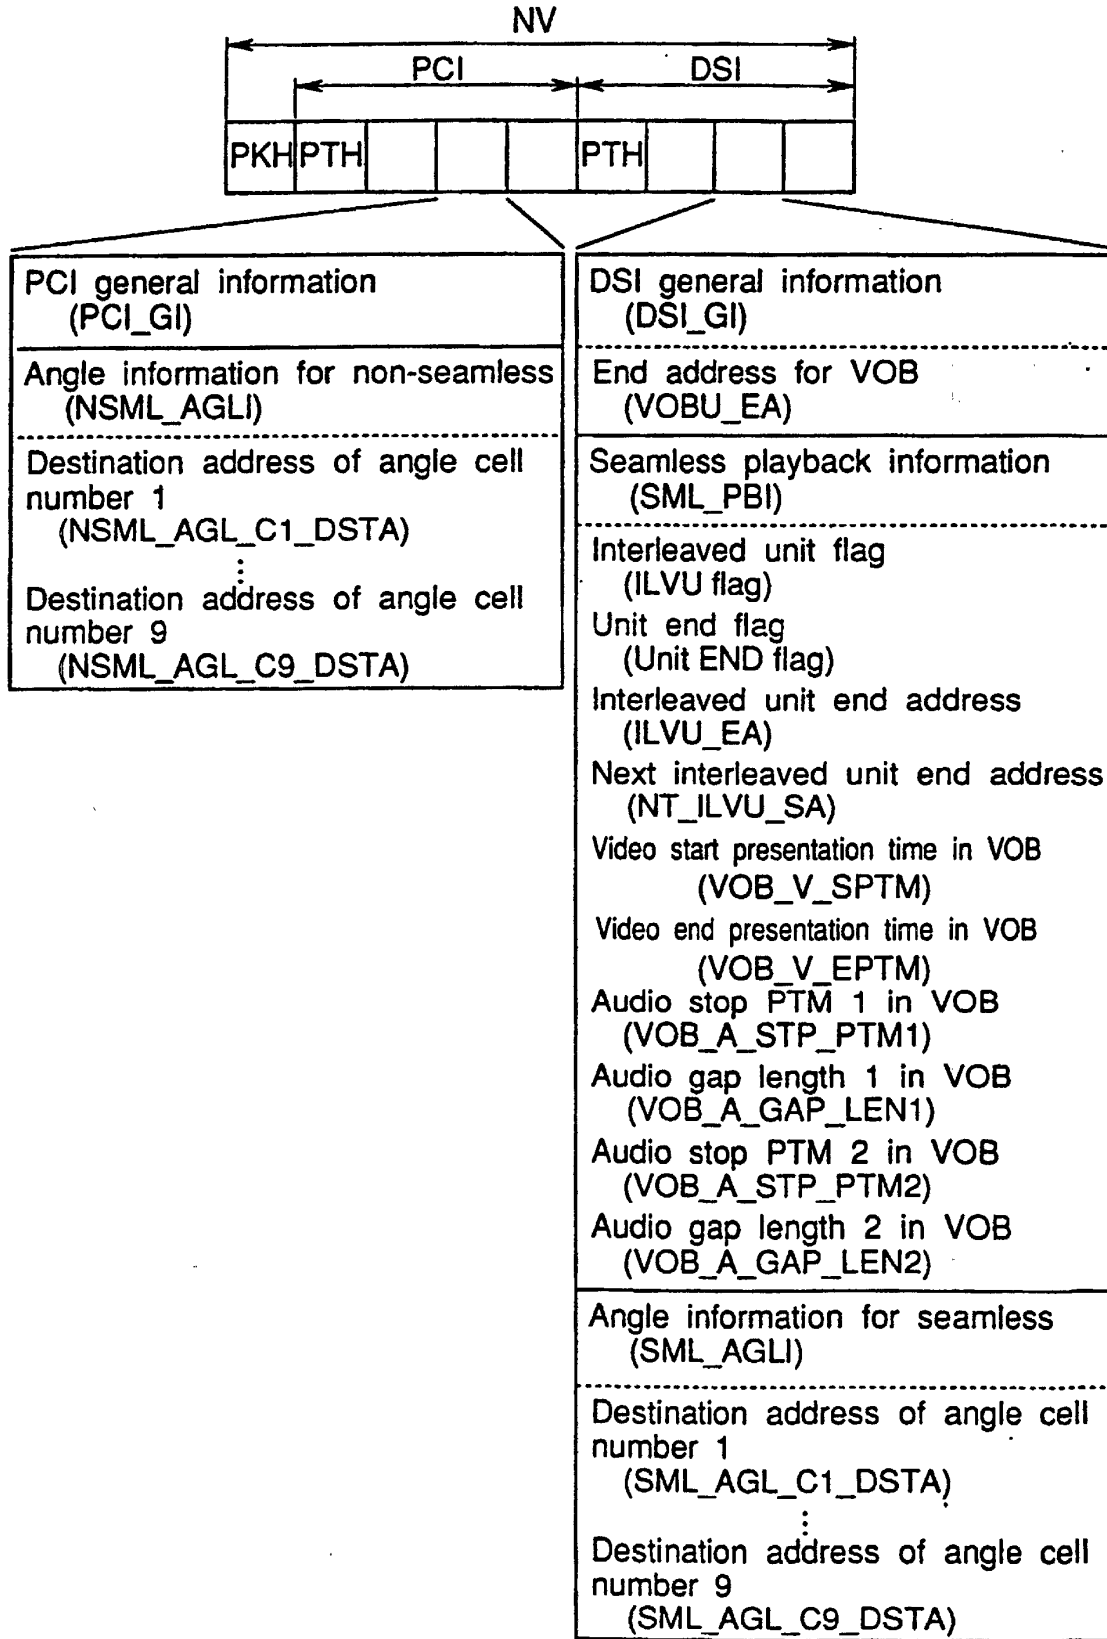 NV
PCI
DSI
PKH
PTH
PTH
PCI general information
(PCI_GI)
Angle information for non-seamless
(NSML_AGLI)
Destination address of angle cell
number 1
(NSML_AGL_C1_DSTA)
⋮
Destination address of angle cell
number 9
(NSML_AGL_C9_DSTA)
DSI general information
(DSI_GI)
End address for VOB
(VOBU_EA)
Seamless playback information
(SML_PBI)
Interleaved unit flag
(ILVU flag)
Unit end flag
(Unit END flag)
Interleaved unit end address
(ILVU_EA)
Next interleaved unit end address
(NT_ILVU_SA)
Video start presentation time in VOB
(VOB_V_SPTM)
Video end presentation time in VOB
(VOB_V_EPTM)
Audio stop PTM 1 in VOB
(VOB_A_STP_PTM1)
Audio gap length 1 in VOB
(VOB_A_GAP_LEN1)
Audio stop PTM 2 in VOB
(VOB_A_STP_PTM2)
Audio gap length 2 in VOB
(VOB_A_GAP_LEN2)
Angle information for seamless
(SML_AGLI)
Destination address of angle cell
number 1
(SML_AGL_C1_DSTA)
⋮
Destination address of angle cell
number 9
(SML_AGL_C9_DSTA)